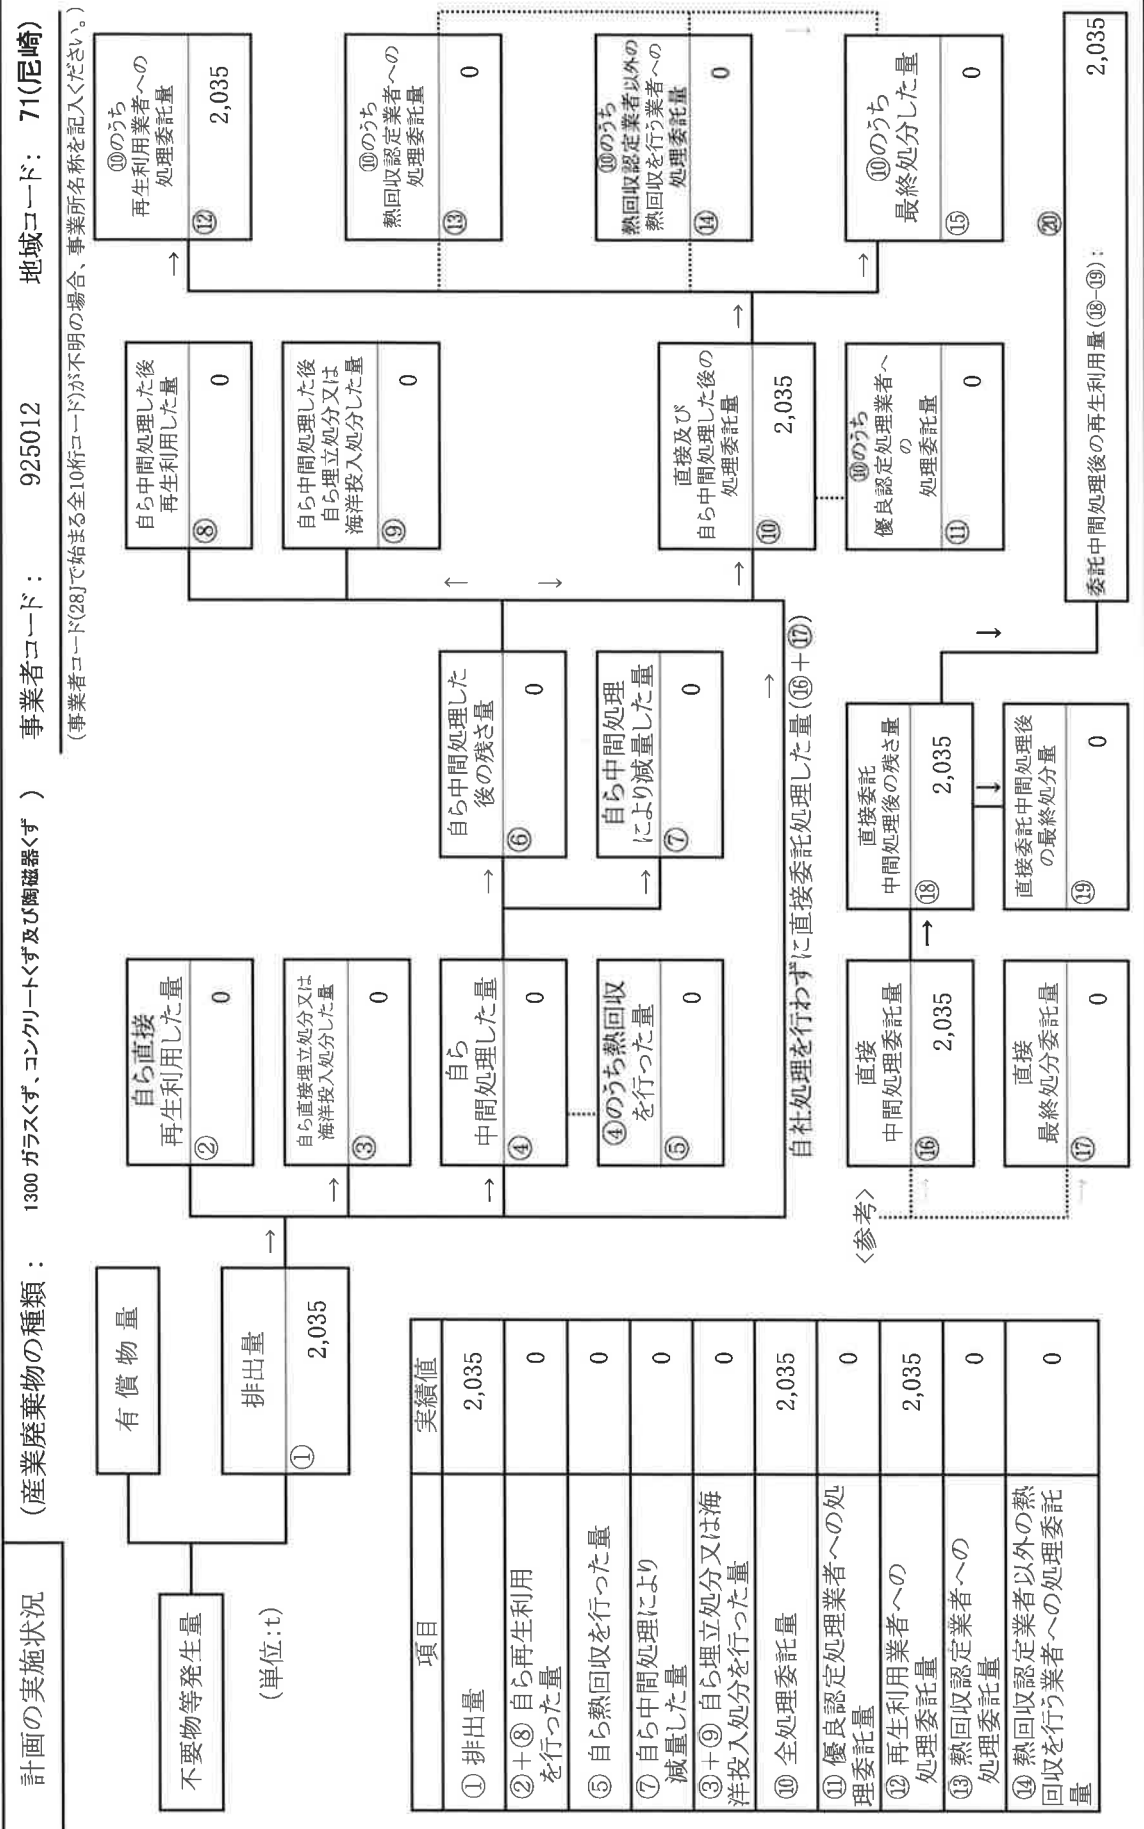 計画の実施状況
(産業廃棄物の種類： 1300 ガラスくず、コンクリートくず及び陶磁器くず )
事業者コード： 925012
地域コード： 71(尼崎)
(事業者コード(28)で始まる全10桁コード)が不明の場合、事業所名称を記入ください。)
不要物等発生量
(単位:t)
有 償 物 量
排出量
① 2,035
自ら直接
再生利用した量
② 0
自ら直接埋立処分又は
海洋投入処分した量
③ 0
自ら
中間処理した量
④ 0
④のうち熱回収
を行った量
⑤ 0
自ら中間処理した
後の残さ量
⑥ 0
自ら中間処理
により減量した量
⑦ 0
自ら中間処理した後
再生利用した量
⑧ 0
自ら中間処理した後
自ら埋立処分又は
海洋投入処分した量
⑨ 0
直接及び
自ら中間処理した後の
処理委託量
⑩ 2,035
⑩のうち
優良認定処理業者へ
の
処理委託量
⑪ 0
⑩のうち
再生利用業者への
処理委託量
⑫ 2,035
⑩のうち
熱回収認定業者への
処理委託量
⑬ 0
⑩のうち
熱回収認定業者以外の
熱回収を行う業者への
処理委託量
⑭ 0
⑩のうち
最終処分した量
⑮ 0
自社処理を行わずに直接委託処理した量(⑯＋⑰)
<参考>
直接
中間処理委託量
⑯ 2,035
直接
最終処分委託量
⑰ 0
直接委託
中間処理後の残さ量
⑱ 2,035
直接委託中間処理後
の最終処分量
⑲ 0
⑳
委託中間処理後の再生利用量(⑱-⑲)： 2,035
項目 実績値
① 排出量 2,035
②＋⑧ 自ら再生利用
を行った量 0
⑤ 自ら熱回収を行った量 0
⑦ 自ら中間処理により
減量した量 0
③＋⑨ 自ら埋立処分又は海
洋投入処分を行った量 0
⑩ 全処理委託量 2,035
⑪ 優良認定処理業者への処
理委託量 0
⑫ 再生利用業者への
処理委託量 2,035
⑬ 熱回収認定業者への
処理委託量 0
⑭ 熱回収認定業者以外の熱
回収を行う業者への処理委託
量 0